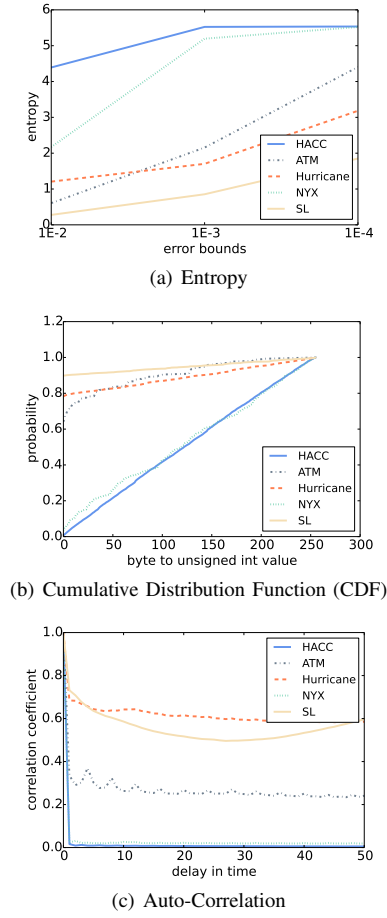 6
5
4
3
2
1
0
entropy
HACC
ATM
Hurricane
NYX
SL
1E-2
1E-3
1E-4
error bounds
(a) Entropy
1.2
1.0
0.8
0.6
0.4
0.2
0.0
probability
HACC
ATM
Hurricane
NYX
SL
0
50
100
150
200
250
300
byte to unsigned int value
(b) Cumulative Distribution Function (CDF)
1.0
0.8
0.6
0.4
0.2
0.0
correlation coefficient
HACC
ATM
Hurricane
NYX
SL
0
10
20
30
40
50
delay in time
(c) Auto-Correlation